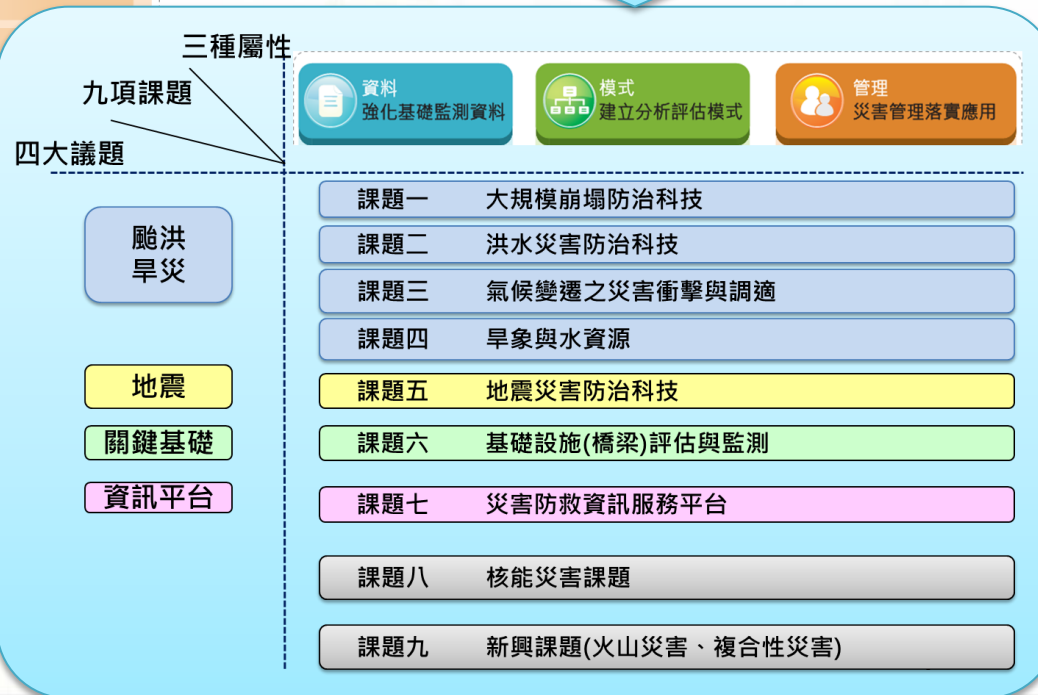 三種屬性
九項課題
四大議題
資料
強化基礎監測資料
模式
建立分析評估模式
管理
災害管理落實應用
颱洪
旱災
課題一 大規模崩塌防治科技
課題二 洪水災害防治科技
課題三 氣候變遷之災害衝擊與調適
課題四 旱象與水資源
地震
課題五 地震災害防治科技
關鍵基礎
課題六 基礎設施(橋梁)評估與監測
資訊平台
課題七 災害防救資訊服務平台
課題八 核能災害課題
課題九 新興課題(火山災害、複合性災害)